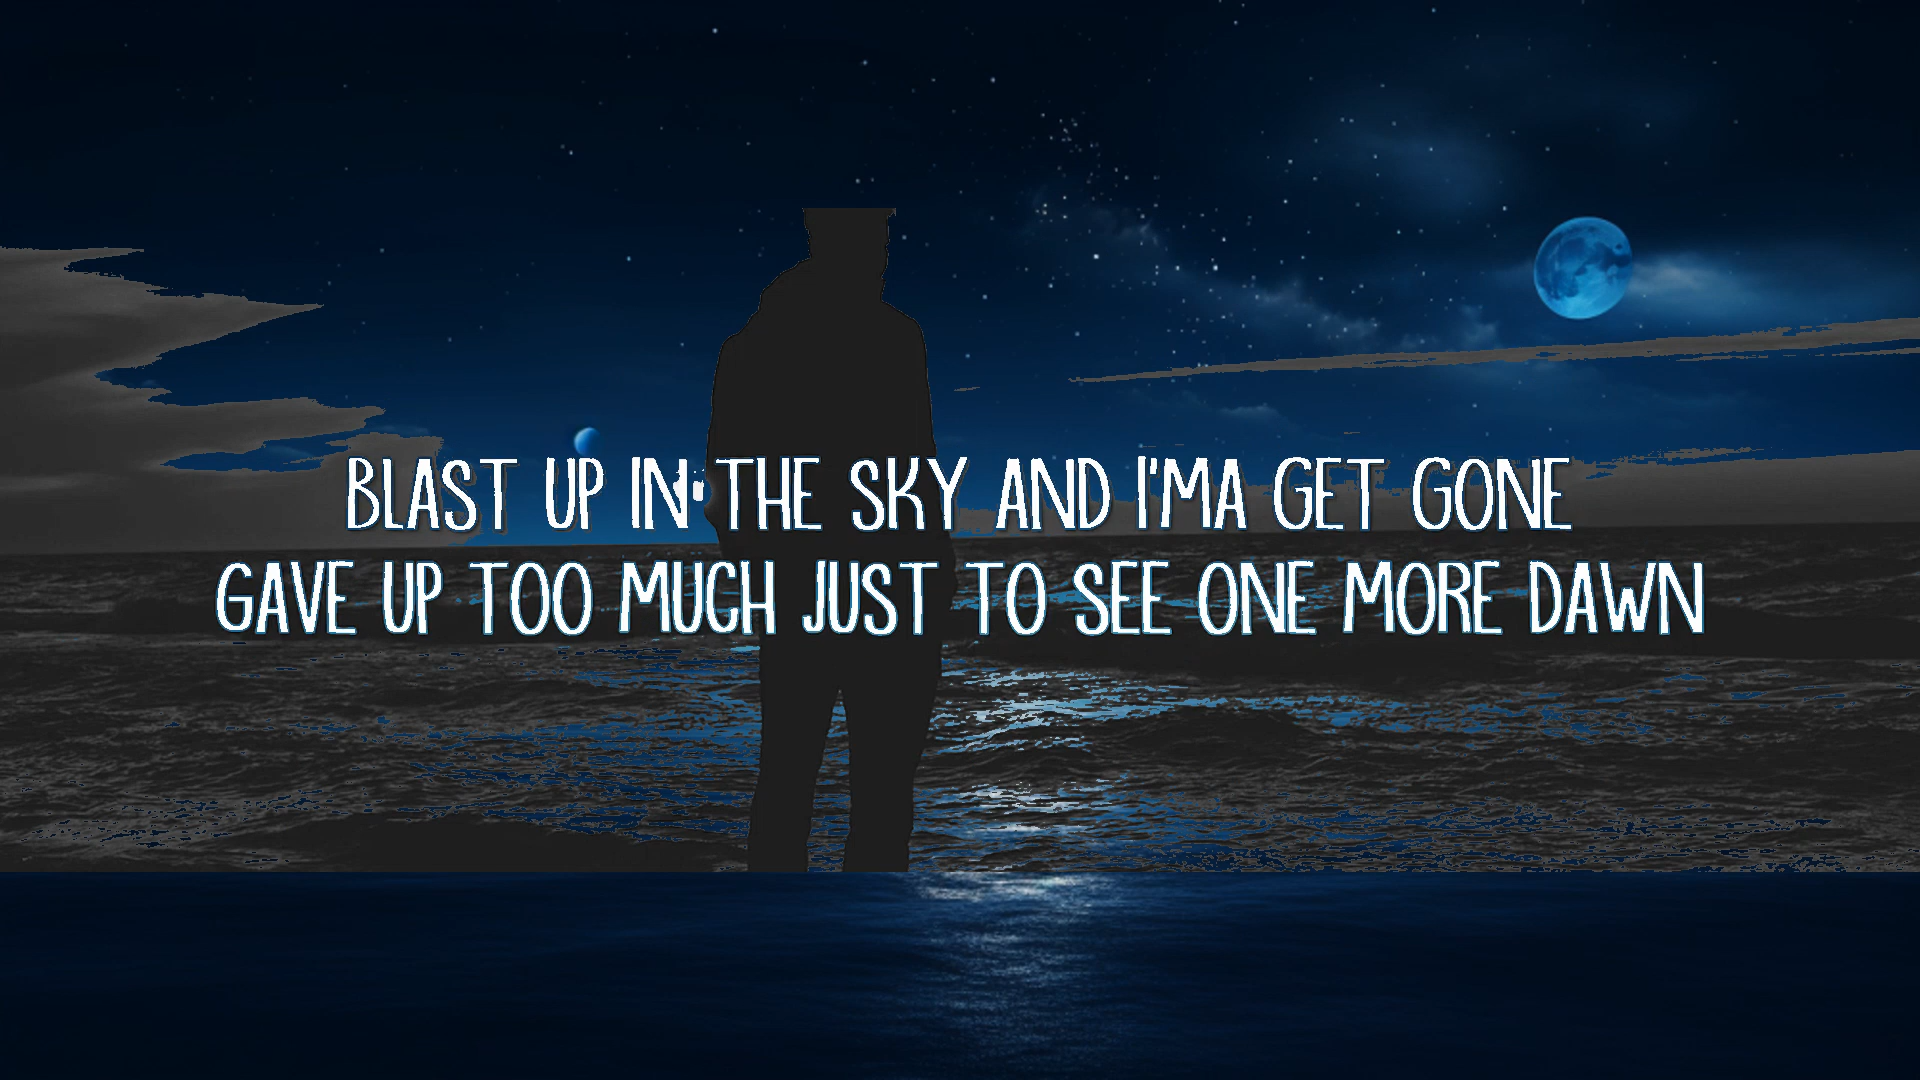 BLAST UP IN THE SKY AND I'MA GET GONE
GAVE UP TOO MUCH JUST TO SEE ONE MORE DAWN